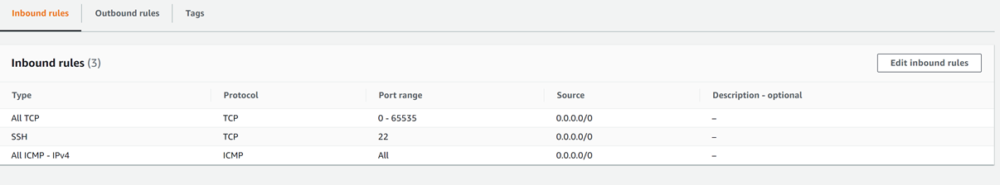 Inbound rules Outbound rules Tags
Inbound rules (3) Edit inbound rules
Type Protocol Port range Source Description - optional
All TCP TCP 0 - 65535 0.0.0.0/0 –
SSH TCP 22 0.0.0.0/0 –
All ICMP - IPv4 ICMP All 0.0.0.0/0 –